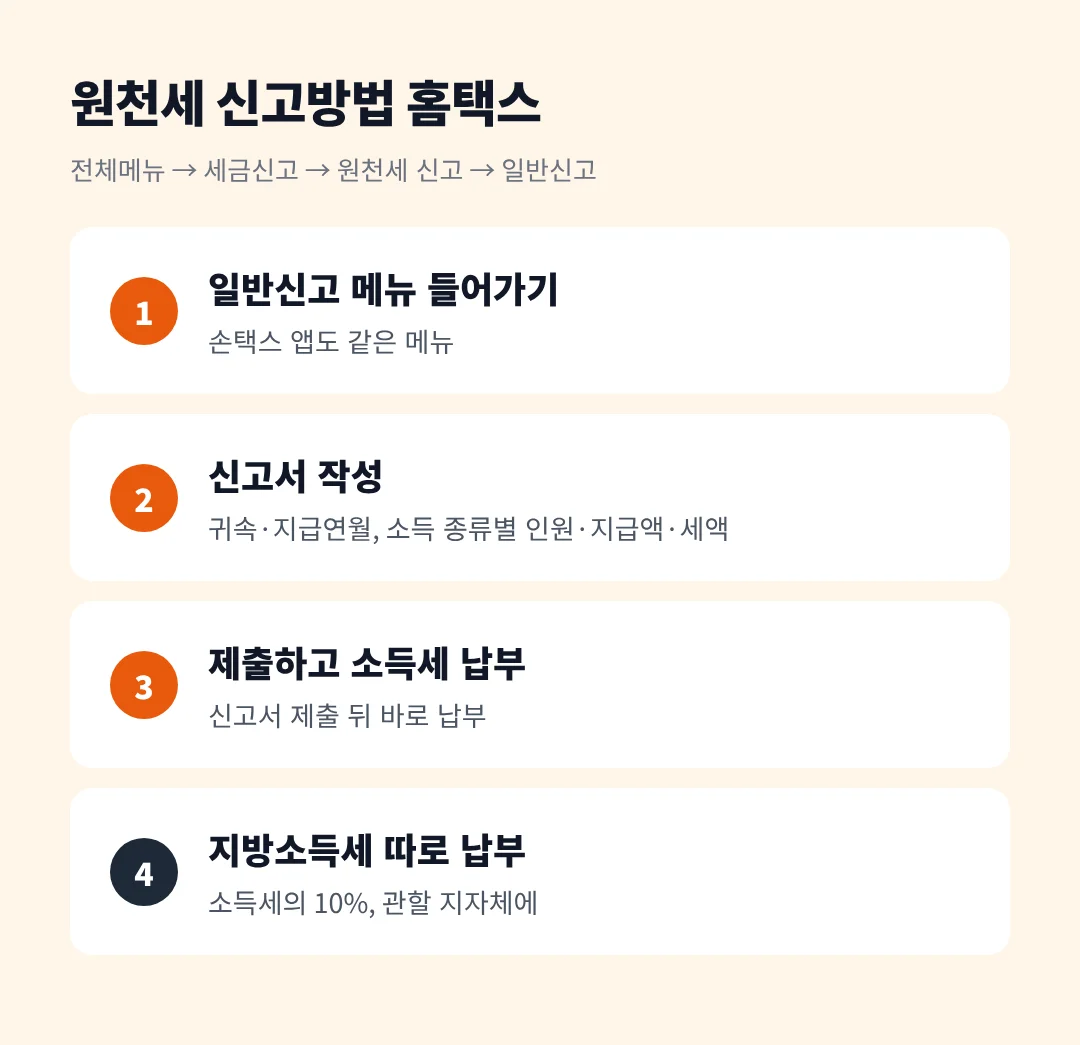 원천세 신고방법 홈택스
전체메뉴 → 세금신고 → 원천세 신고 → 일반신고
1
일반신고 메뉴 들어가기
손택스 앱도 같은 메뉴
2
신고서 작성
귀속·지급연월, 소득 종류별 인원·지급액·세액
3
제출하고 소득세 납부
신고서 제출 뒤 바로 납부
4
지방소득세 따로 납부
소득세의 10%, 관할 지자체에